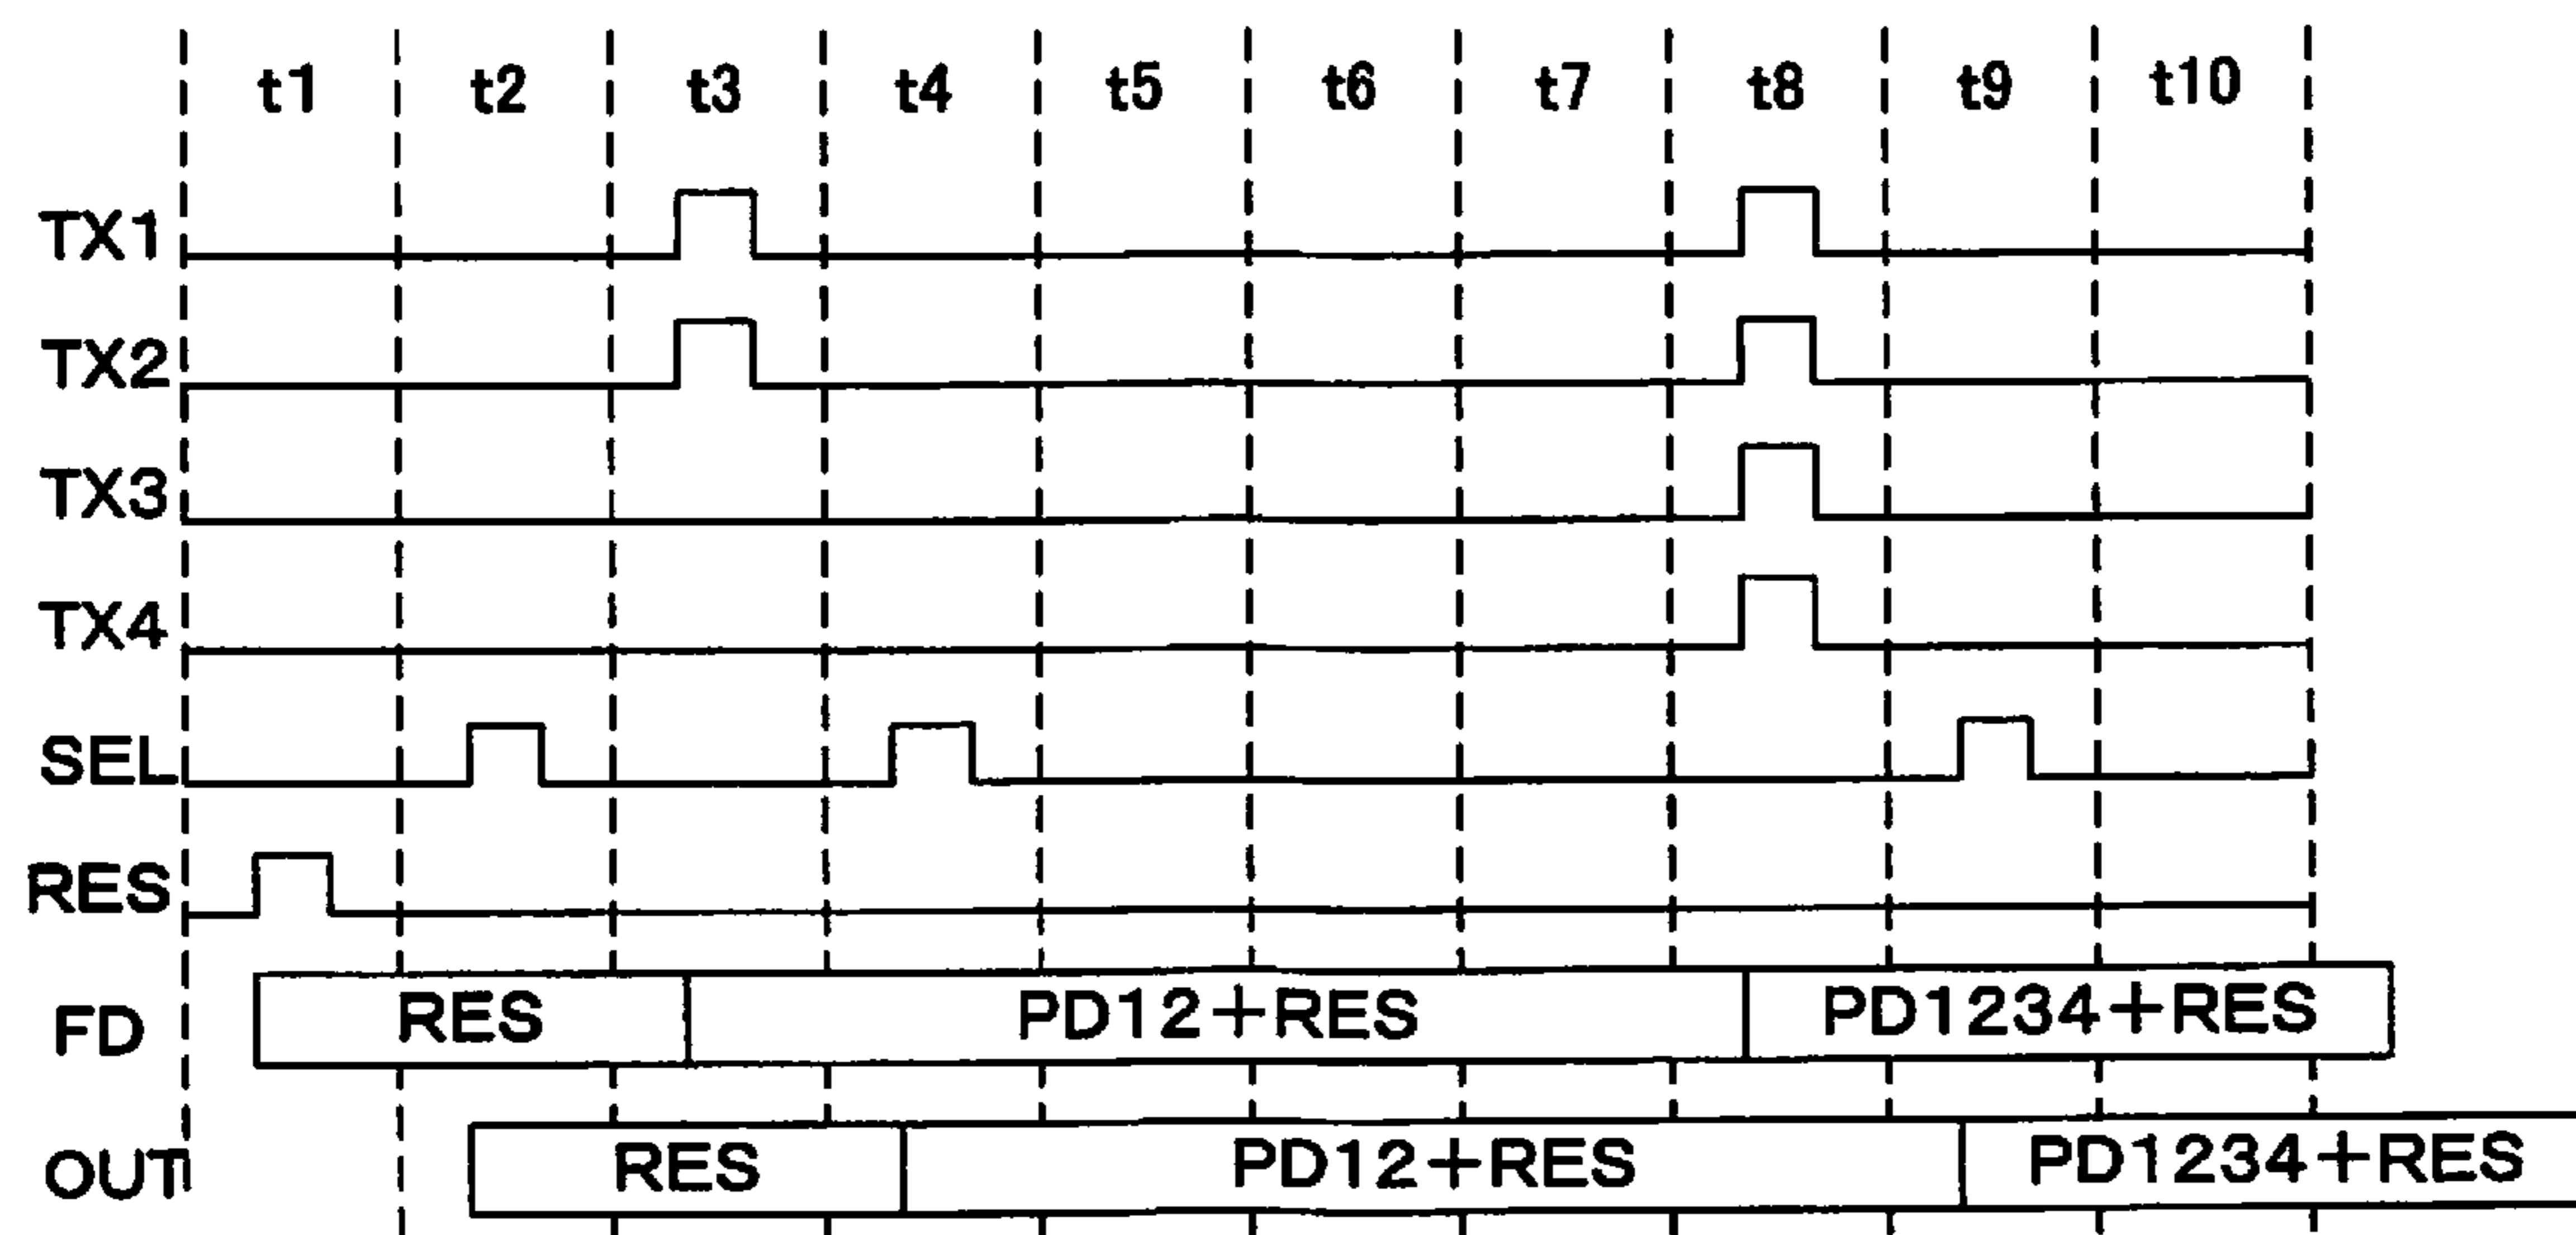 t1 t2 t3 t4 t5 t6 t7 t8 t9 t10
TX1
TX2
TX3
TX4
SEL
RES
FD RES PD12+RES PD1234+RES
OUT RES PD12+RES PD1234+RES